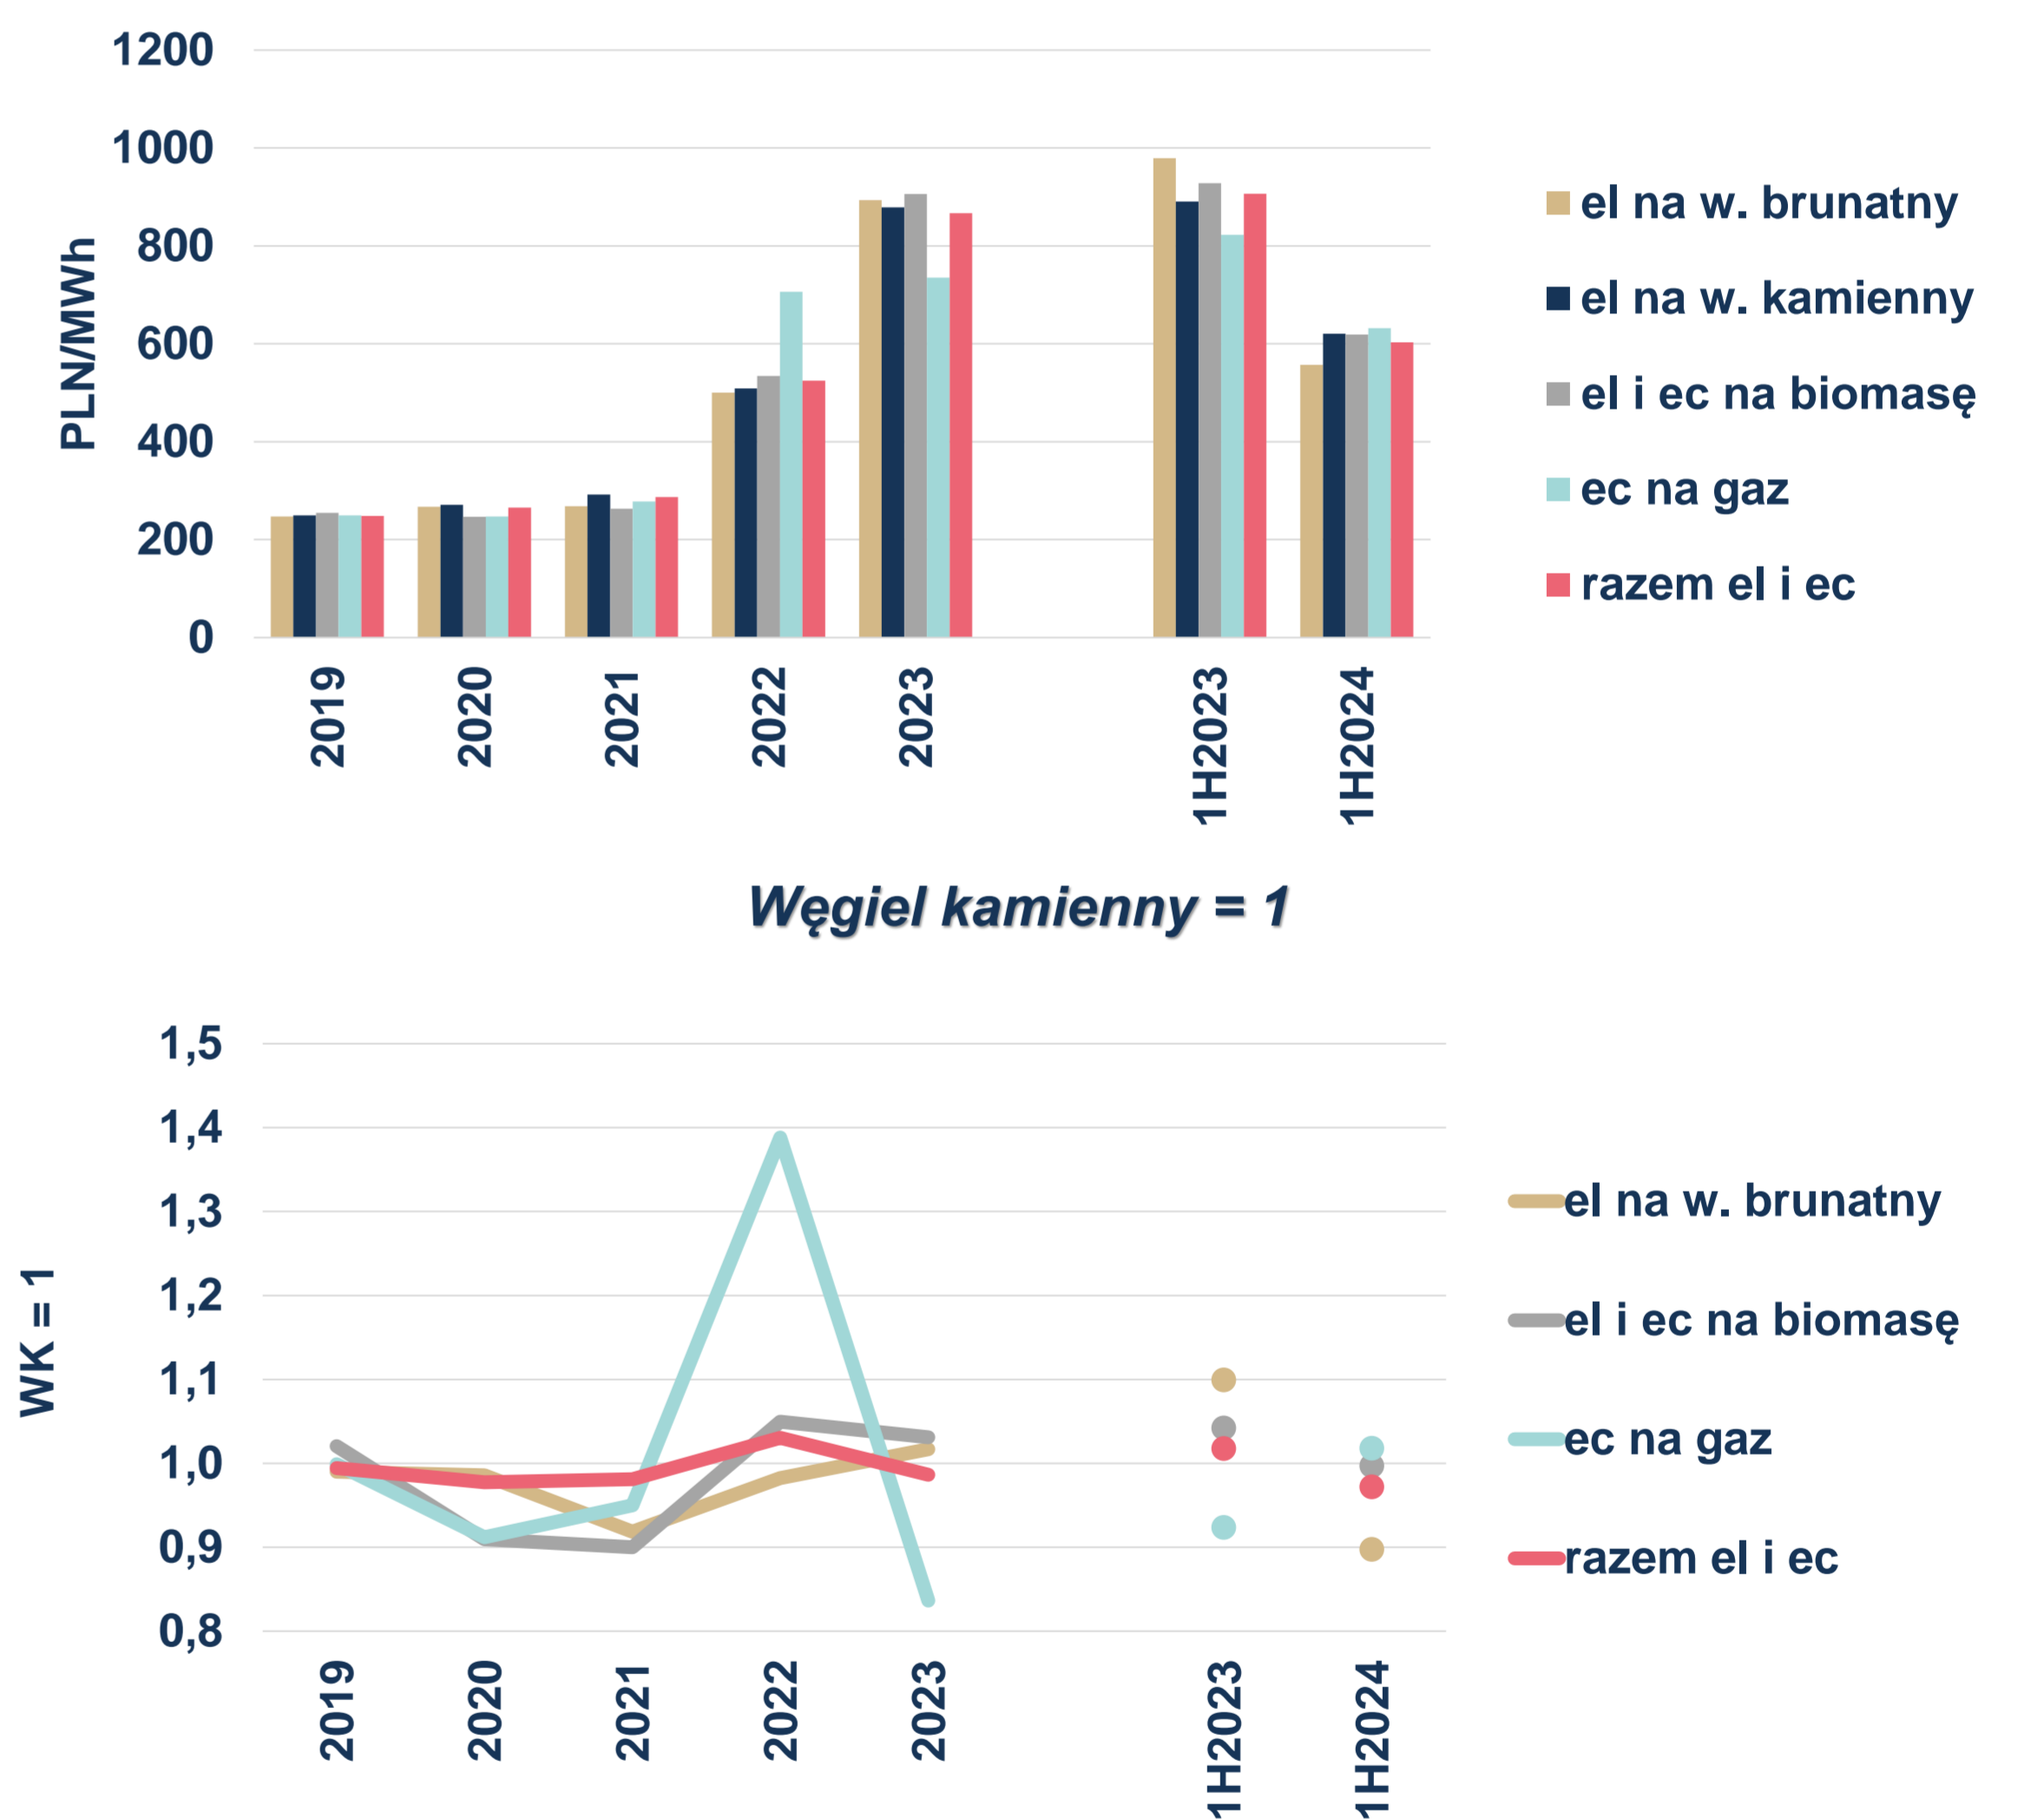 1200
1000
800
600
400
200
0
PLN/MWh
2019
2020
2021
2022
2023
1H2023
1H2024
el na w. brunatny
el na w. kamienny
el i ec na biomasę
ec na gaz
razem el i ec
Węgiel kamienny = 1
1,5
1,4
1,3
1,2
1,1
1,0
0,9
0,8
WK = 1
2019
2020
2021
2022
2023
1H2023
1H2024
el na w. brunatny
el i ec na biomasę
ec na gaz
razem el i ec